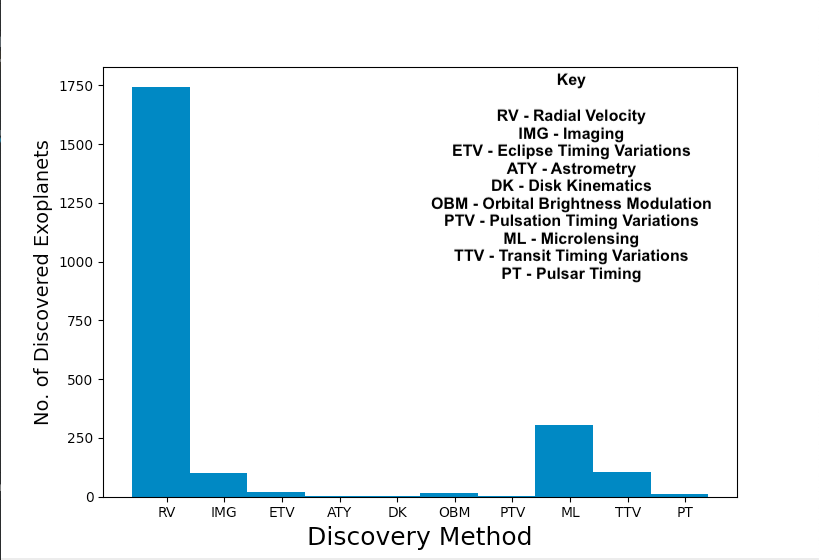 Key
RV - Radial Velocity
IMG - Imaging
ETV - Eclipse Timing Variations
ATY - Astrometry
DK - Disk Kinematics
OBM - Orbital Brightness Modulation
PTV - Pulsation Timing Variations
ML - Microlensing
TTV - Transit Timing Variations
PT - Pulsar Timing
No. of Discovered Exoplanets
1750
1500
1250
1000
750
500
250
0
RV IMG ETV ATY DK OBM PTV ML TTV PT
Discovery Method